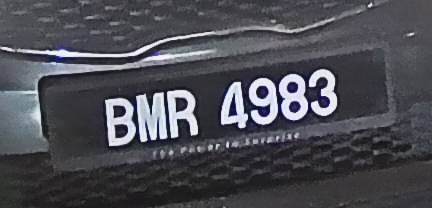 BMR 4983
The Power to Surprise